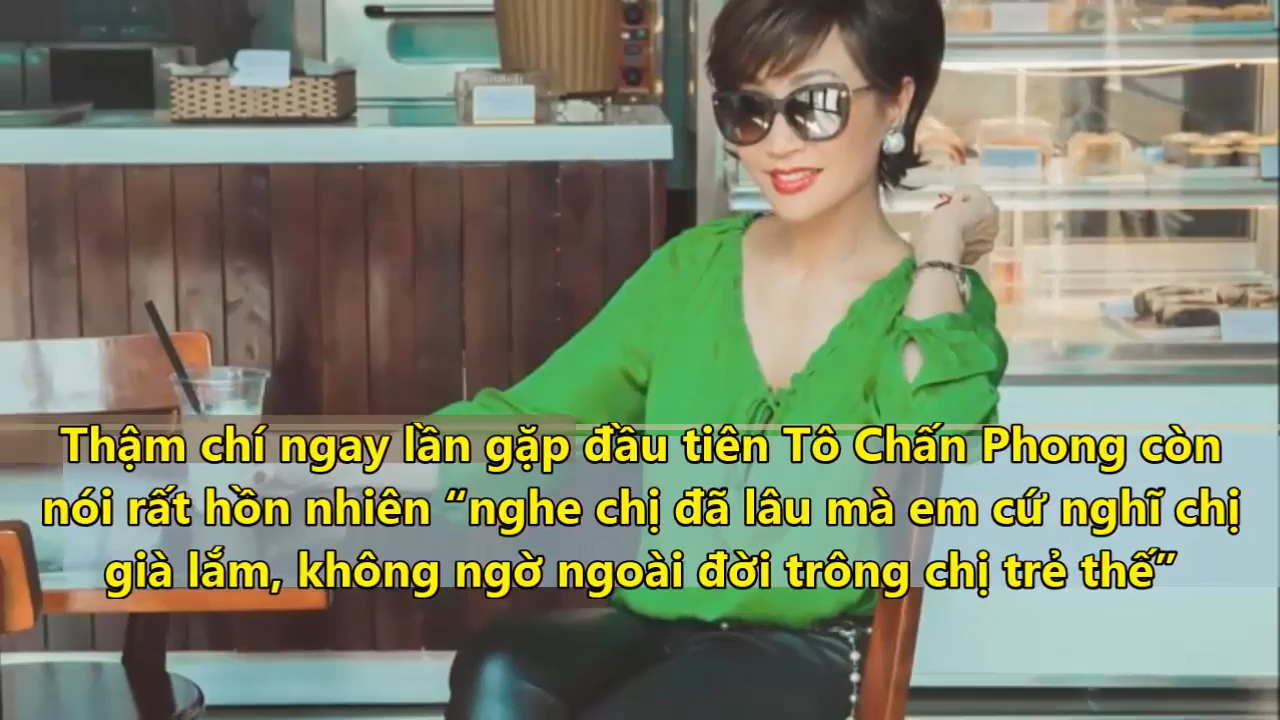 Thậm chí ngay lần gặp đầu tiên Tô Chấn Phong còn
nói rất hồn nhiên “nghe chị đã lâu mà em cứ nghĩ chị
già lắm, không ngờ ngoài đời trông chị trẻ thế”